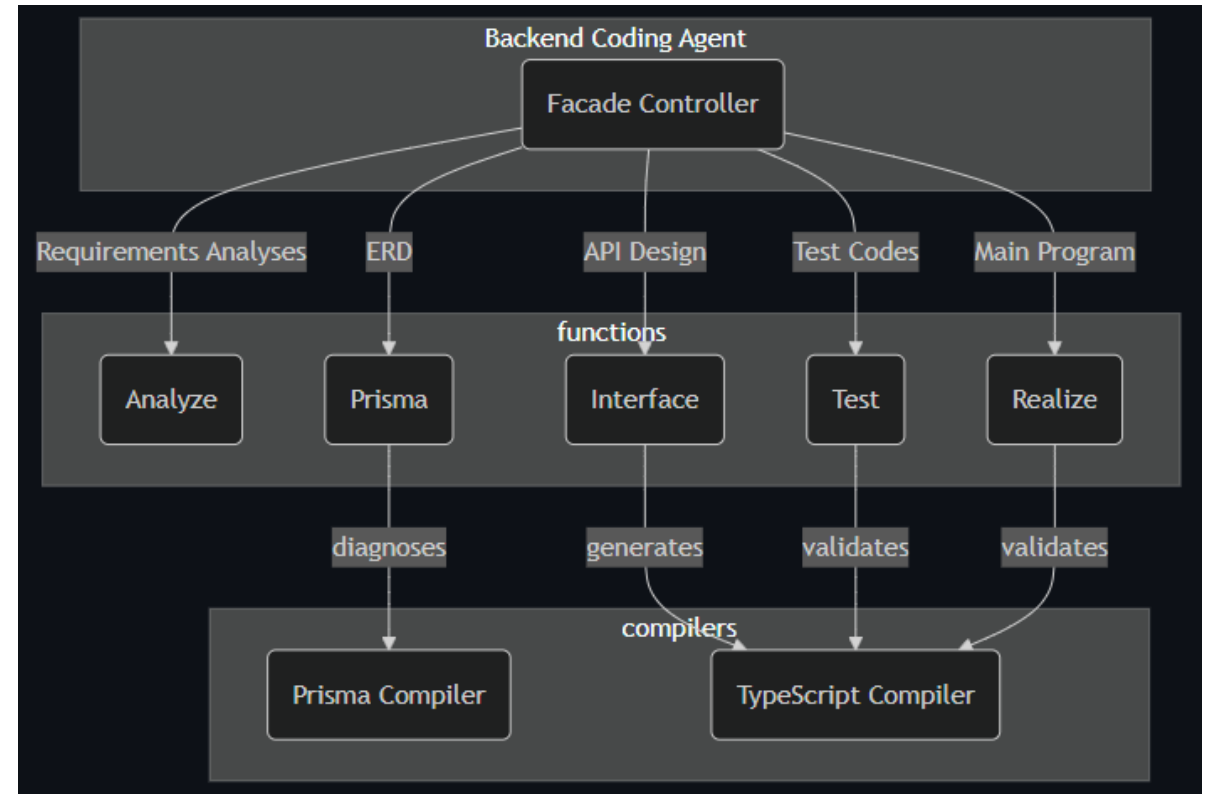 Backend Coding Agent
Facade Controller
Requirements Analyses
ERD
API Design
Test Codes
Main Program
functions
Analyze
Prisma
Interface
Test
Realize
diagnoses
generates
validates
validates
compilers
Prisma Compiler
TypeScript Compiler